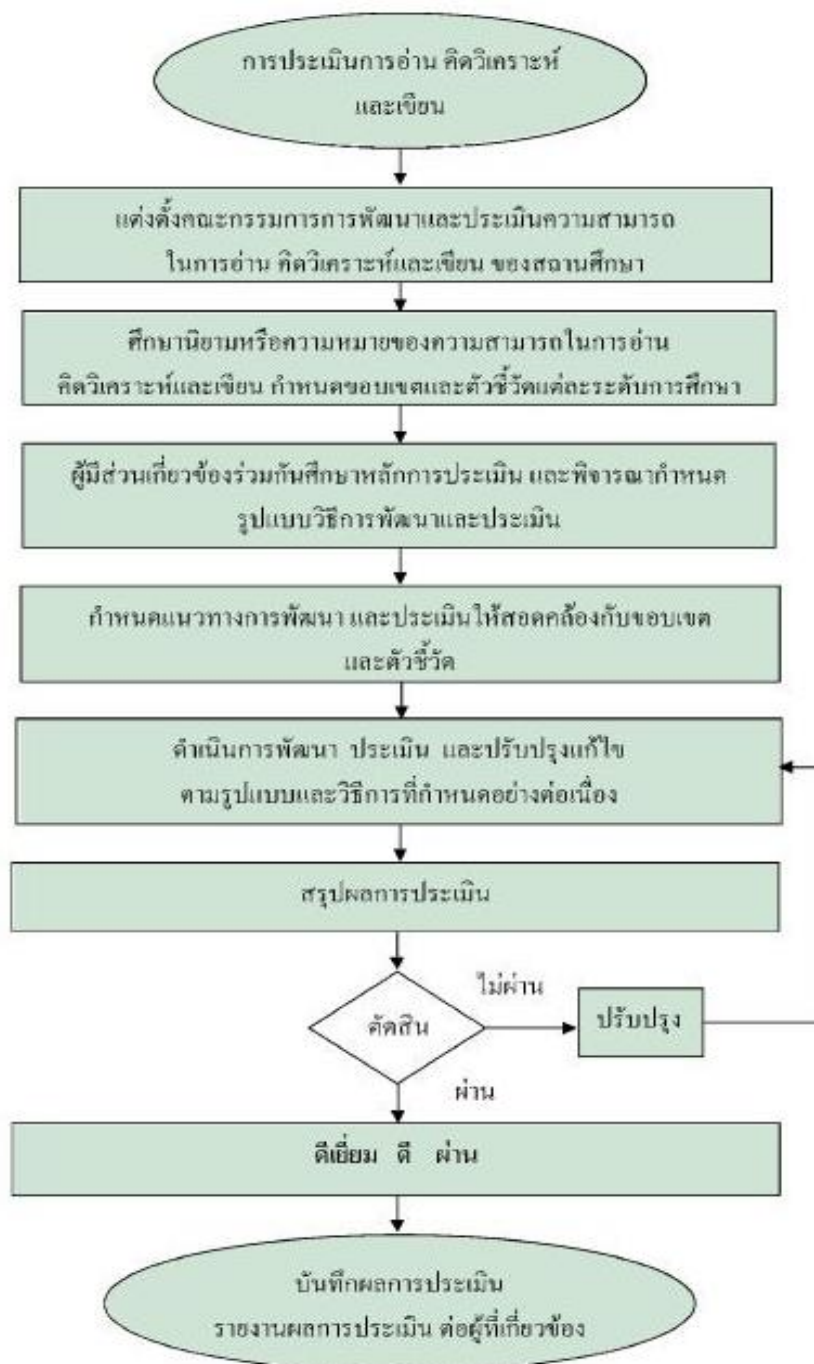 การประเมินการอ่าน คิดวิเคราะห์
และเขียน
แต่งตั้งคณะกรรมการการพัฒนาและประเมินความสามารถ
ในการอ่าน คิดวิเคราะห์และเขียน ของสถานศึกษา
ศึกษานิยามหรือความหมายของความสามารถในการอ่าน
คิดวิเคราะห์และเขียน กำหนดขอบเขตและตัวชี้วัดแต่ละระดับการศึกษา
ผู้มีส่วนเกี่ยวข้องร่วมกันศึกษาหลักการประเมิน และพิจารณากำหนด
รูปแบบวิธีการพัฒนาและประเมิน
กำหนดแนวทางการพัฒนา และประเมินให้สอดคล้องกับขอบเขต
และตัวชี้วัด
ดำเนินการพัฒนา ประเมิน และปรับปรุงแก้ไข
ตามรูปแบบและวิธีการที่กำหนดอย่างต่อเนื่อง
สรุปผลการประเมิน
ไม่ผ่าน
ตัดสิน
ปรับปรุง
ผ่าน
ดีเยี่ยม ดี ผ่าน
บันทึกผลการประเมิน
รายงานผลการประเมิน ต่อผู้ที่เกี่ยวข้อง